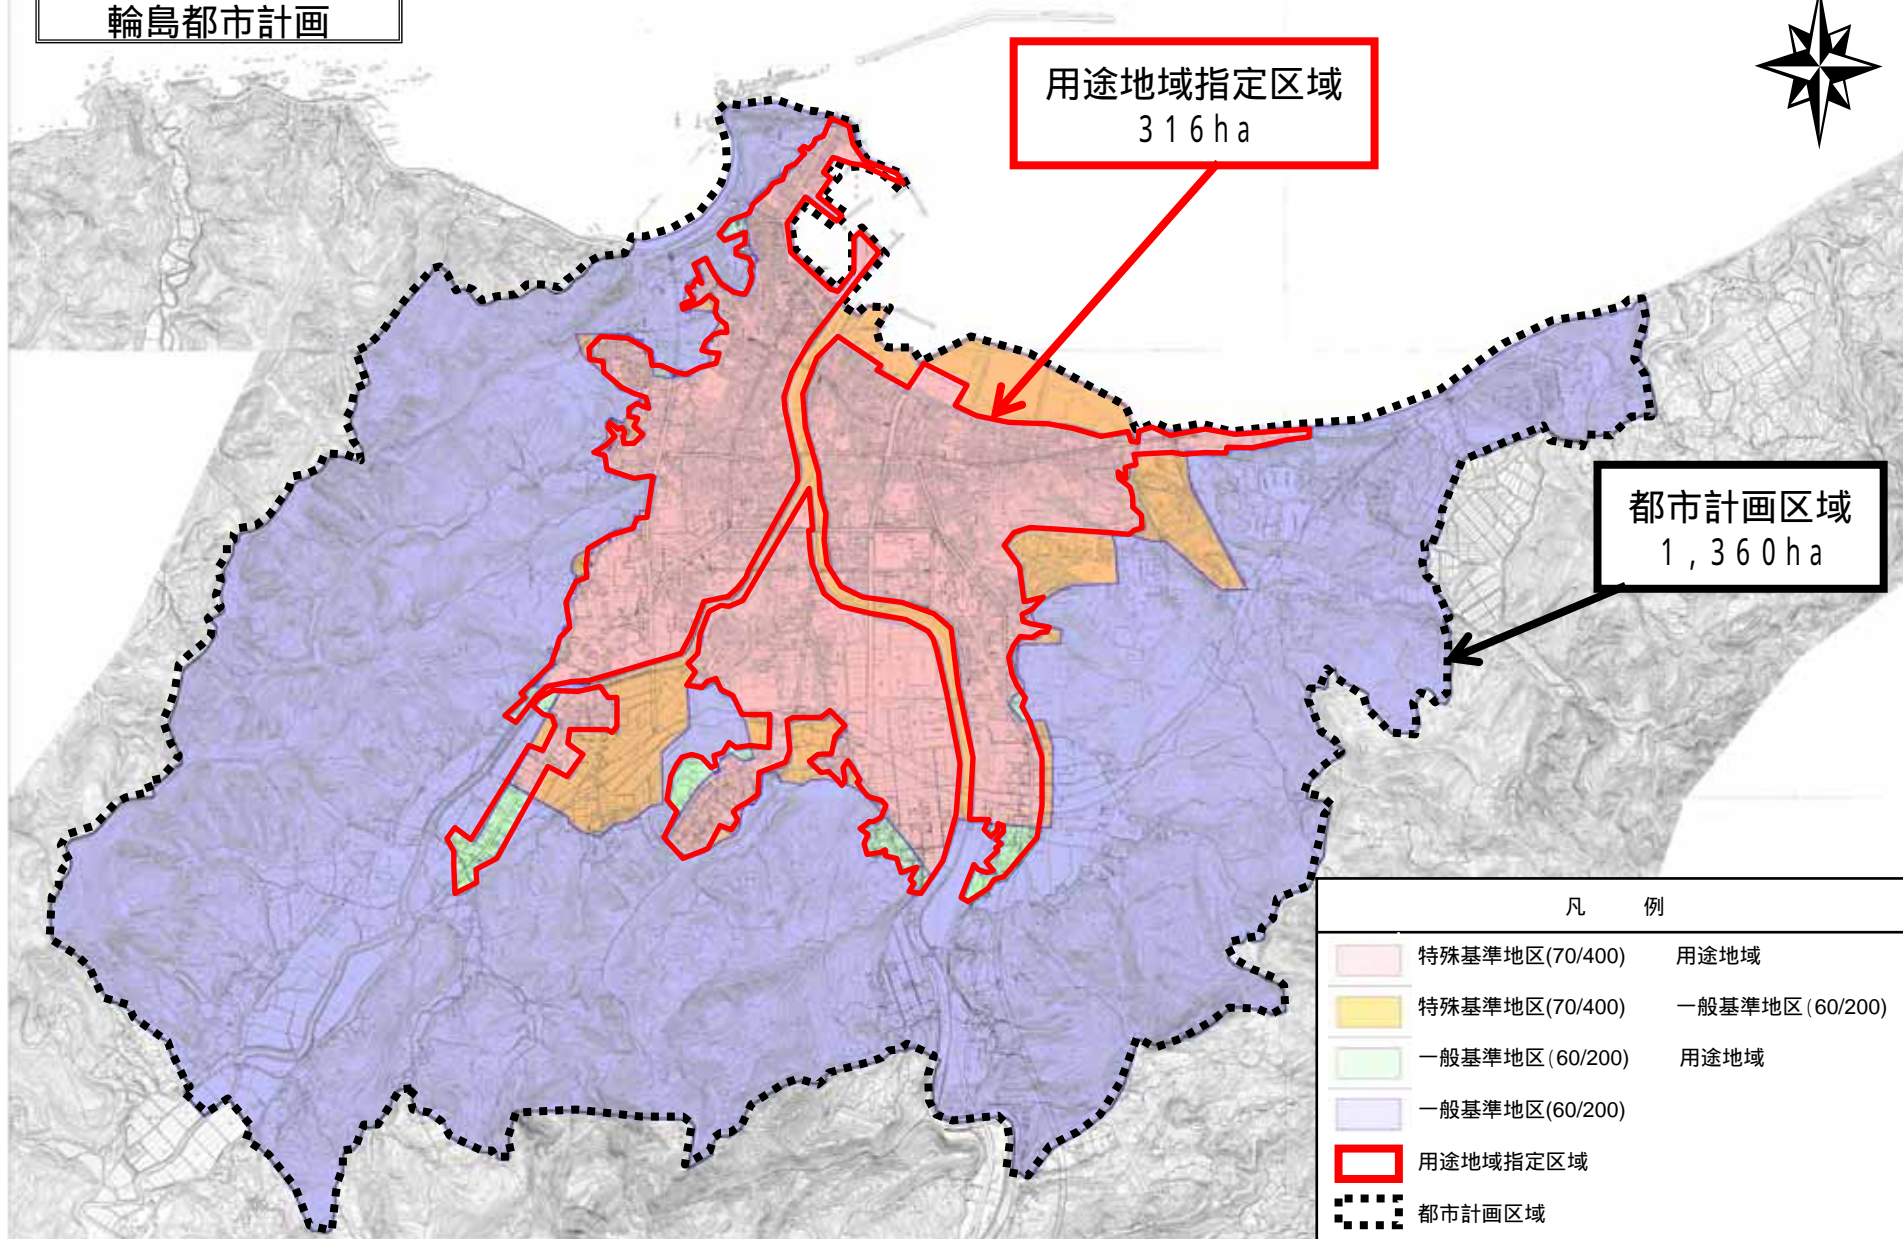 輪島都市計画
用途地域指定区域
316ha
都市計画区域
1,360ha
凡 例
特殊基準地区(70/400) 用途地域
特殊基準地区(70/400) 一般基準地区(60/200)
一般基準地区(60/200) 用途地域
一般基準地区(60/200)
用途地域指定区域
都市計画区域